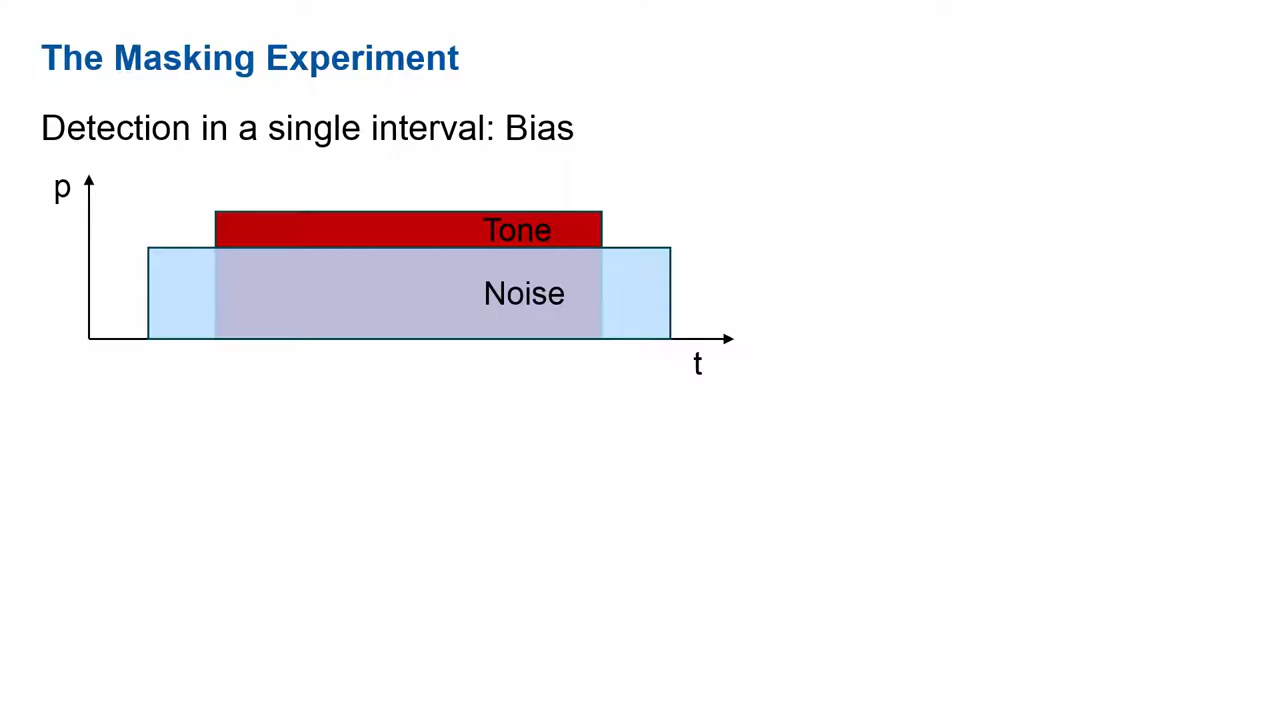 The Masking Experiment
Detection in a single interval: Bias
p
Tone
Noise
t